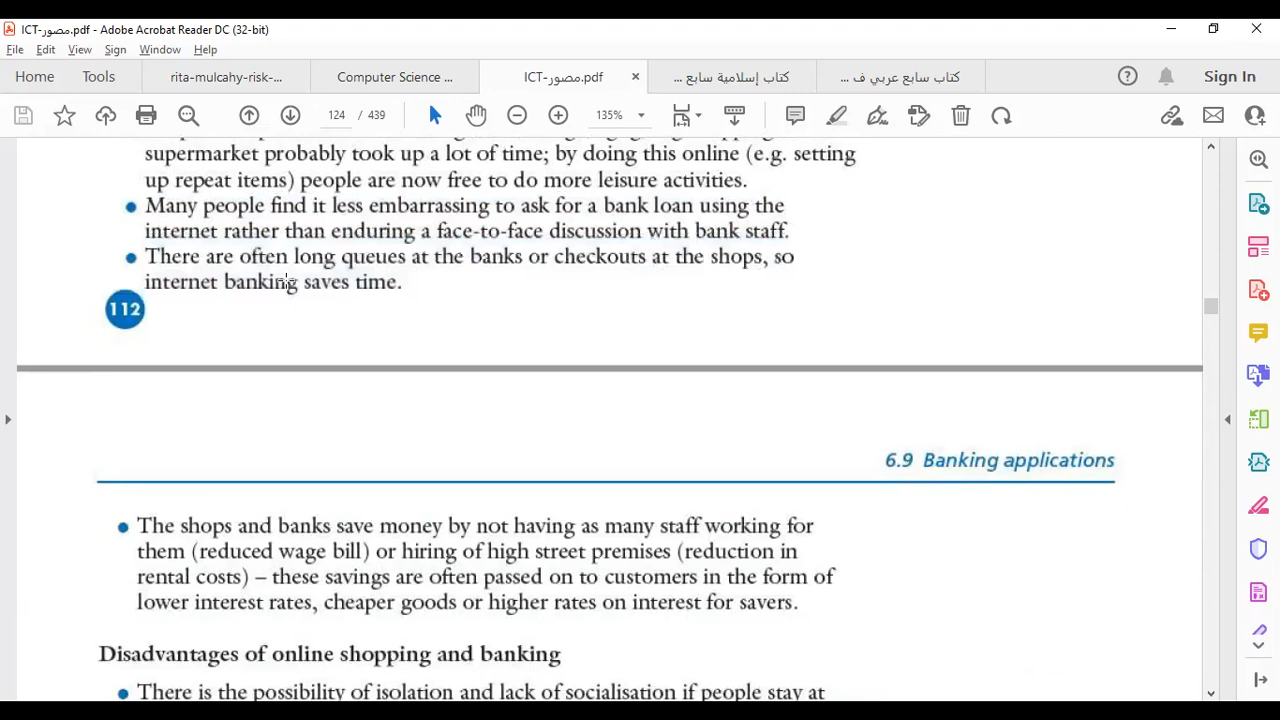 ICT-مصور.pdf - Adobe Acrobat Reader DC (32-bit)
File Edit View Sign Window Help
Home Tools rita-mulcahy-risk-... Computer Science ... ICT-مصور.pdf × كتاب إسلامية سابع ... كتاب سابع عربي ف ... Sign In
124 / 439 135%
supermarket probably took up a lot of time; by doing this online (e.g. setting
up repeat items) people are now free to do more leisure activities.
• Many people find it less embarrassing to ask for a bank loan using the
internet rather than enduring a face-to-face discussion with bank staff.
• There are often long queues at the banks or checkouts at the shops, so
internet banking saves time.
112
6.9 Banking applications
• The shops and banks save money by not having as many staff working for
them (reduced wage bill) or hiring of high street premises (reduction in
rental costs) – these savings are often passed on to customers in the form of
lower interest rates, cheaper goods or higher rates on interest for savers.
Disadvantages of online shopping and banking
• There is the possibility of isolation and lack of socialisation if people stay at